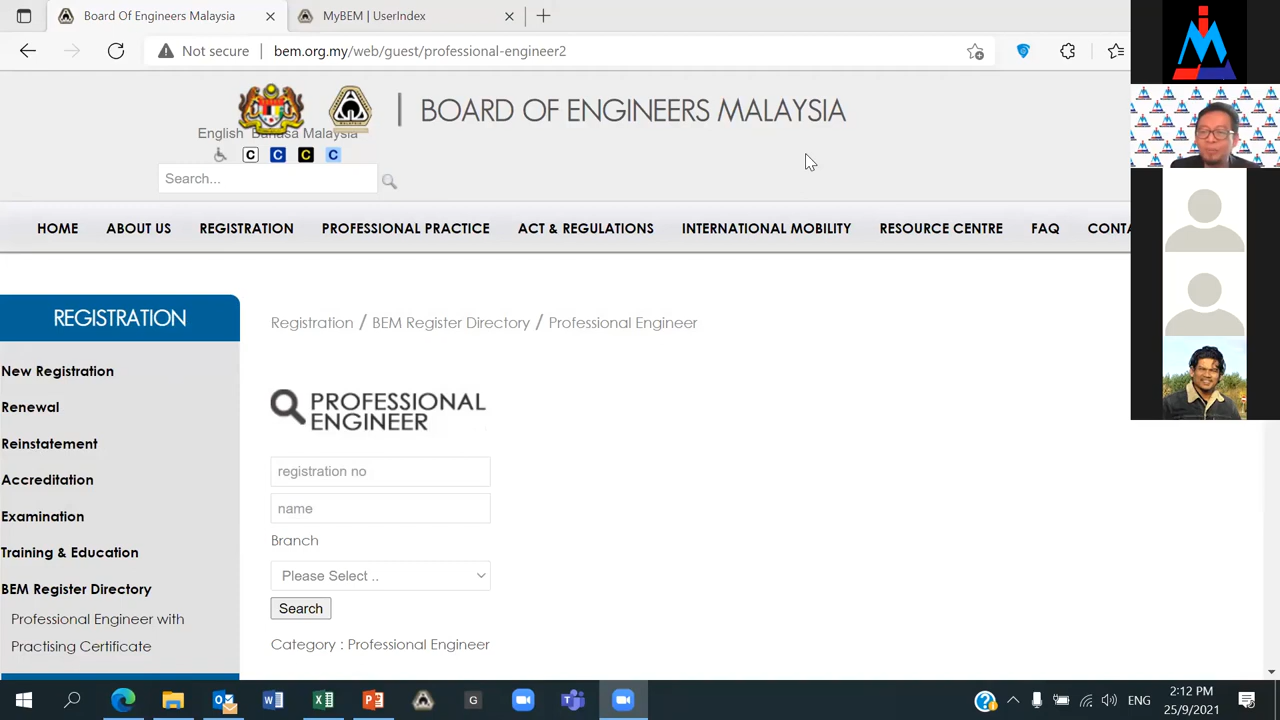 Board Of Engineers Malaysia
MyBEM | UserIndex
Not secure
bem.org.my/web/guest/professional-engineer2
BOARD OF ENGINEERS MALAYSIA
English Bahasa Malaysia
C C C C
Search...
HOME ABOUT US REGISTRATION PROFESSIONAL PRACTICE ACT & REGULATIONS INTERNATIONAL MOBILITY RESOURCE CENTRE FAQ CONTA
REGISTRATION
New Registration
Renewal
Reinstatement
Accreditation
Examination
Training & Education
BEM Register Directory
Professional Engineer with
Practising Certificate
Registration / BEM Register Directory / Professional Engineer
PROFESSIONAL
ENGINEER
registration no
name
Branch
Please Select ..
Search
Category : Professional Engineer
G
ENG
2:12 PM
25/9/2021